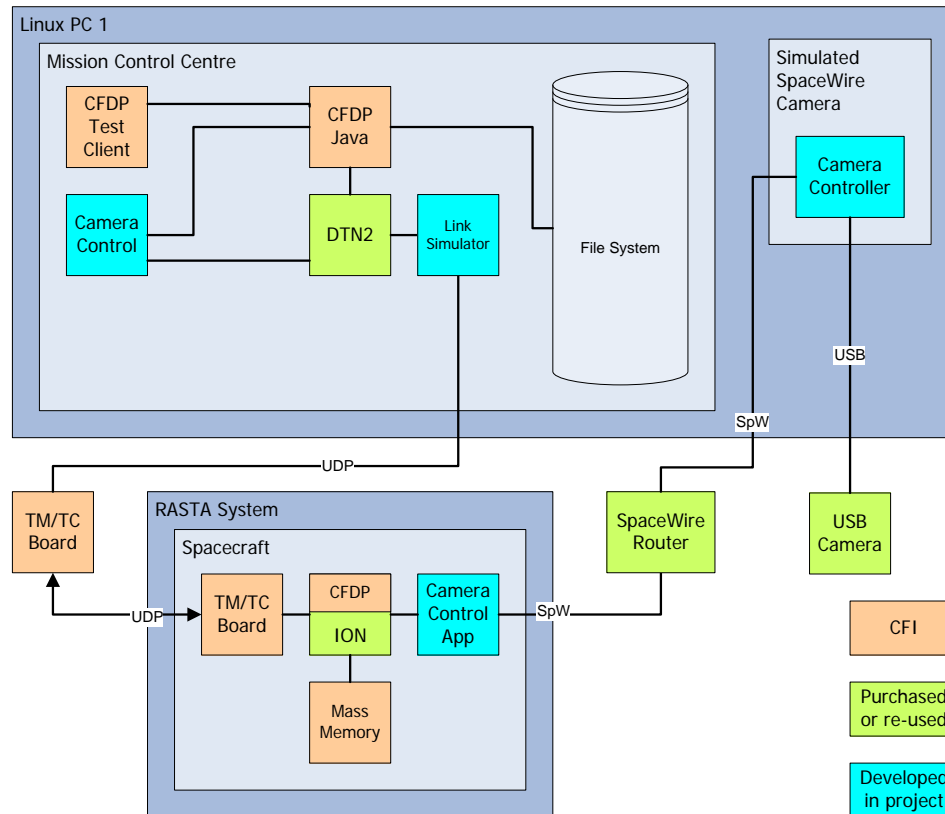 Linux PC 1
Mission Control Centre
Simulated
SpaceWire
Camera
CFDP
Test
Client
CFDP
Java
Camera
Controller
Camera
Control
DTN2
Link
Simulator
File System
USB
SpW
UDP
TM/TC
Board
RASTA System
SpaceWire
Router
USB
Camera
Spacecraft
UDP
TM/TC
Board
CFDP
ION
Camera
Control
App
SpW
Mass
Memory
CFI
Purchased
or re-used
Developed
in project